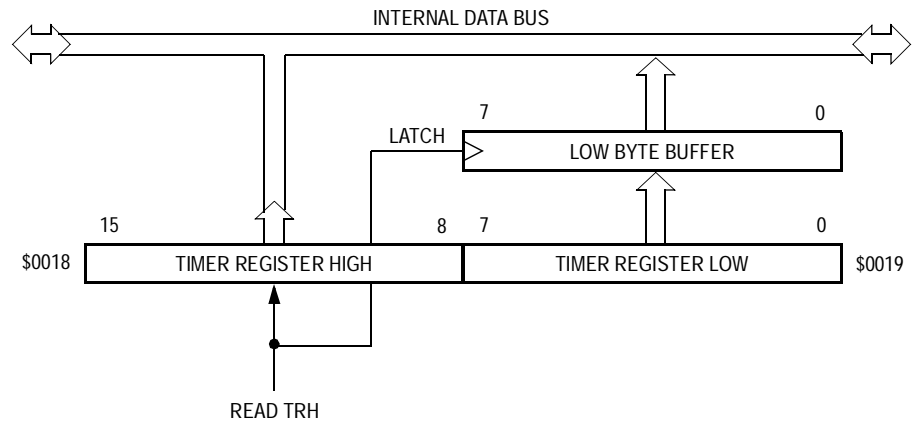 INTERNAL DATA BUS
7 0
LATCH
LOW BYTE BUFFER
15 8 7 0
$0018 TIMER REGISTER HIGH TIMER REGISTER LOW $0019
READ TRH